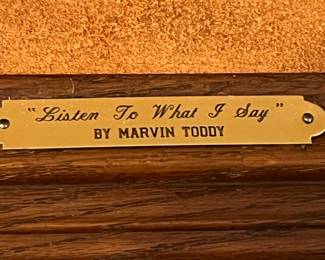 "Listen To What I Say"
BY MARVIN TODDY